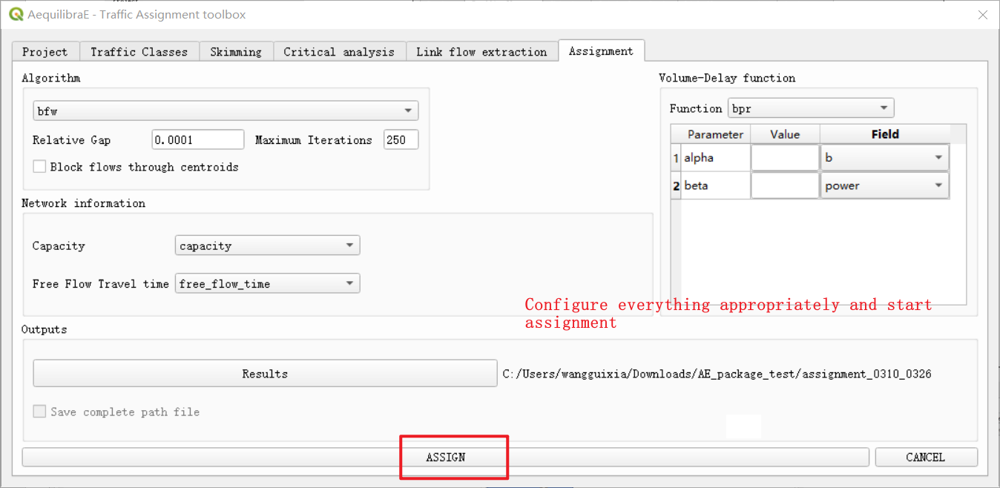 AequilibraE - Traffic Assignment toolbox
Project Traffic Classes Skimming Critical analysis Link flow extraction Assignment
Algorithm
bfw
Relative Gap 0.0001 Maximum Iterations 250
Block flows through centroids
Volume-Delay function
Function bpr
Parameter Value Field
1 alpha b
2 beta power
Network information
Capacity capacity
Free Flow Travel time free_flow_time
Configure everything appropriately and start
assignment
Outputs
Results C:/Users/wangguixia/Downloads/AE_package_test/assignment_0310_0326
Save complete path file
ASSIGN CANCEL